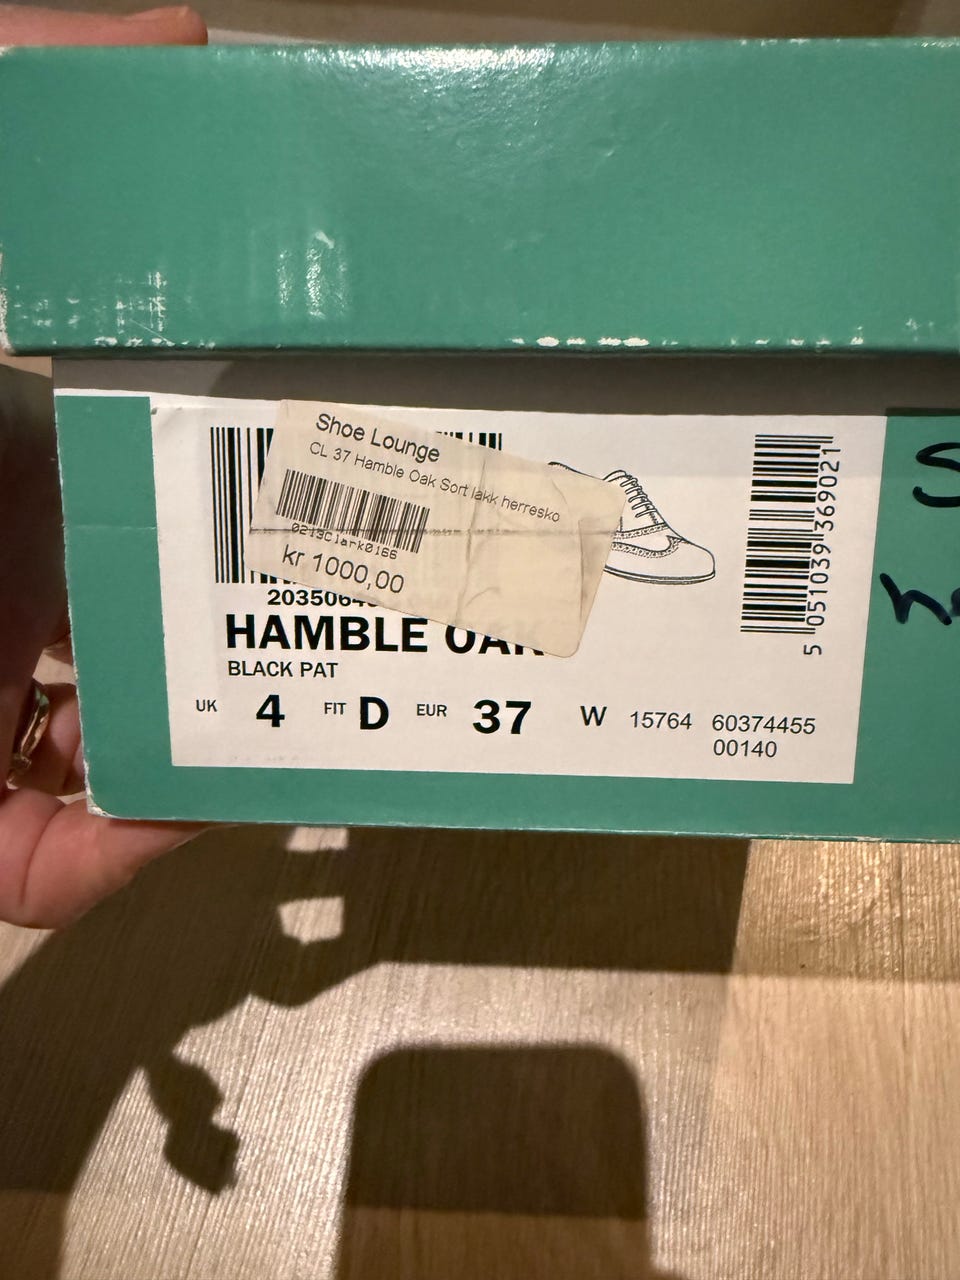 Shoe Lounge
CL 37 Hamble Oak Sort lakk herresko
0213Clark0166
kr 1000,00
HAMBLE OAK
BLACK PAT
UK 4 FIT D EUR 37 W 15764 60374455
00140
5 051039 369021